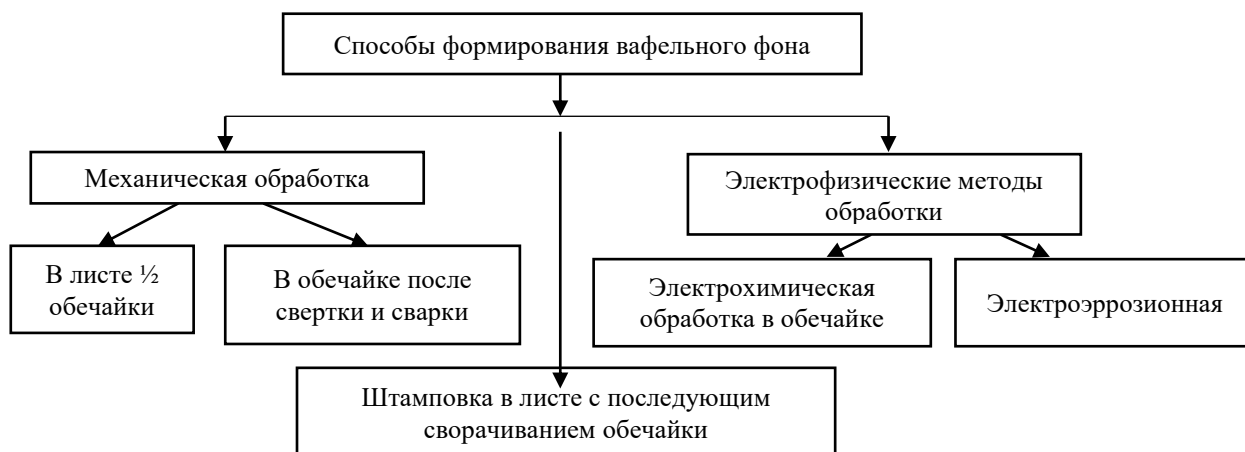 Способы формирования вафельного фона
Механическая обработка
Электрофизические методы
обработки
В листе ½
обечайки
В обечайке после
свертки и сварки
Электрохимическая
обработка в обечайке
Электроэррозионная
Штамповка в листе с последующим
сворачиванием обечайки